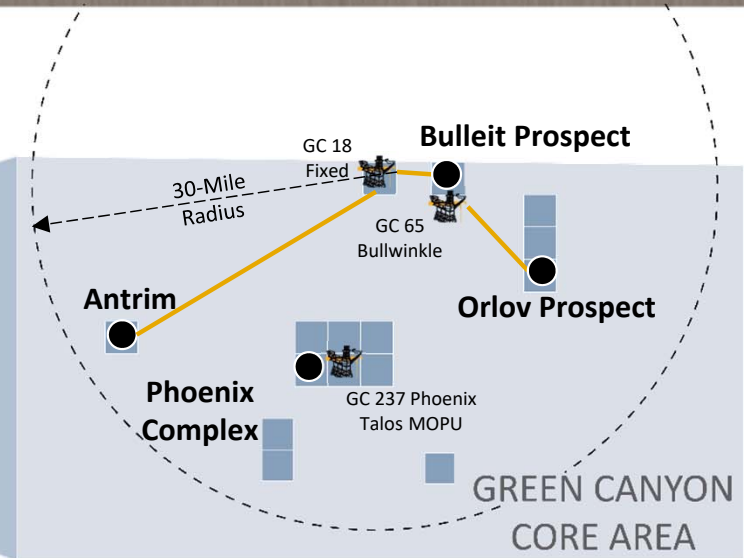 Bulleit Prospect
GC 18
Fixed
30-Mile
Radius
GC 65
Bullwinkle
Antrim
Orlov Prospect
Phoenix
Complex
GC 237 Phoenix
Talos MOPU
GREEN CANYON
CORE AREA